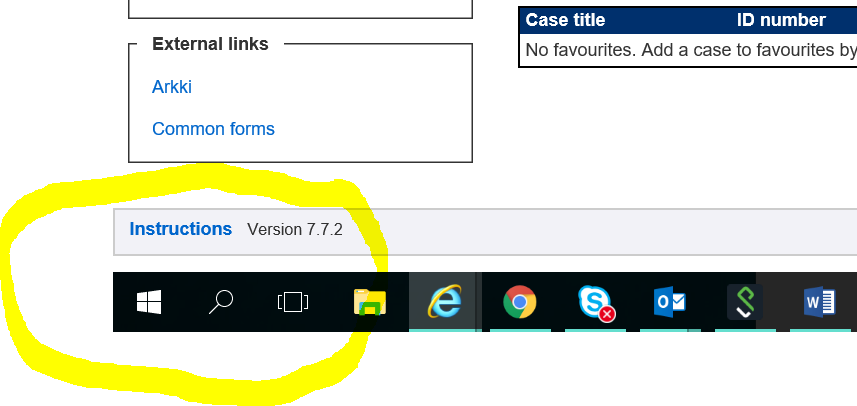 Case title ID number
No favourites. Add a case to favourites by
External links
Arkki
Common forms
Instructions Version 7.7.2